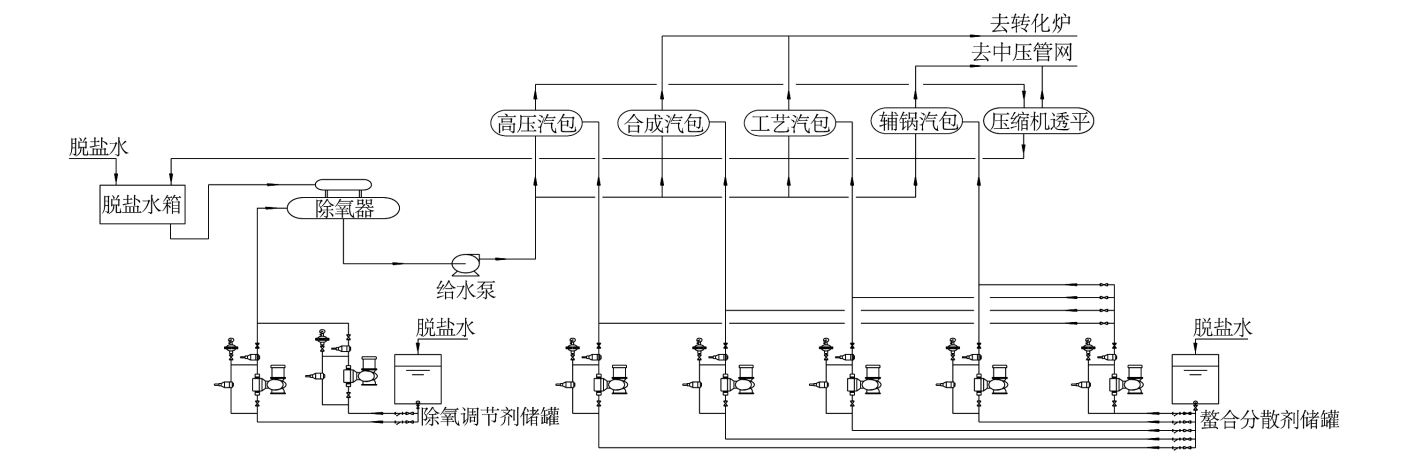 去转化炉
去中压管网
高压汽包
合成汽包
工艺汽包
辅锅汽包
压缩机透平
脱盐水
脱盐水箱
除氧器
给水泵
脱盐水
脱盐水
除氧调节剂储罐
螯合分散剂储罐